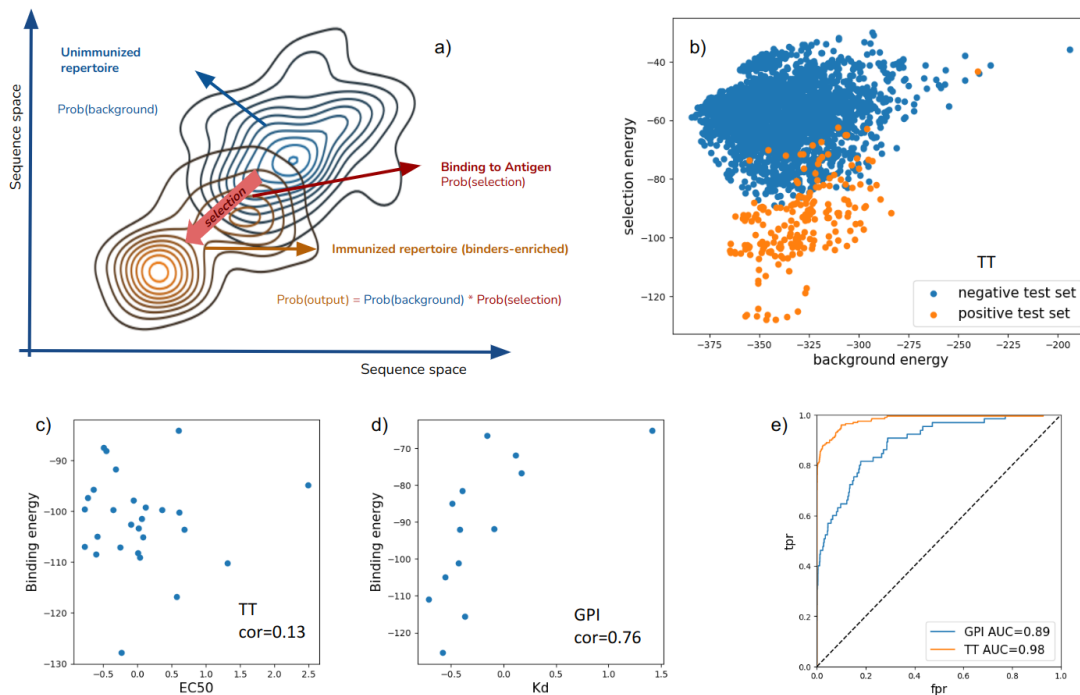 a)
Sequence space
Unimmunized
repertoire
Prob(background)
Binding to Antigen
Prob(selection)
selection
Immunized repertoire (binders-enriched)
Prob(output) = Prob(background) * Prob(selection)
Sequence space
b)
selection energy
−40
−60
−80
−100
−120
TT
negative test set
positive test set
−375 −350 −325 −300 −275 −250 −225 −200
background energy
c)
Binding energy
−90
−100
−110
−120
−130
TT
cor=0.13
−0.5 0.0 0.5 1.0 1.5 2.0 2.5
EC50
d)
Binding energy
−70
−80
−90
−100
−110
−120
GPI
cor=0.76
−0.5 0.0 0.5 1.0 1.5
Kd
e)
tpr
1.0
0.8
0.6
0.4
0.2
0.0
GPI AUC=0.89
TT AUC=0.98
0.0 0.2 0.4 0.6 0.8 1.0
fpr